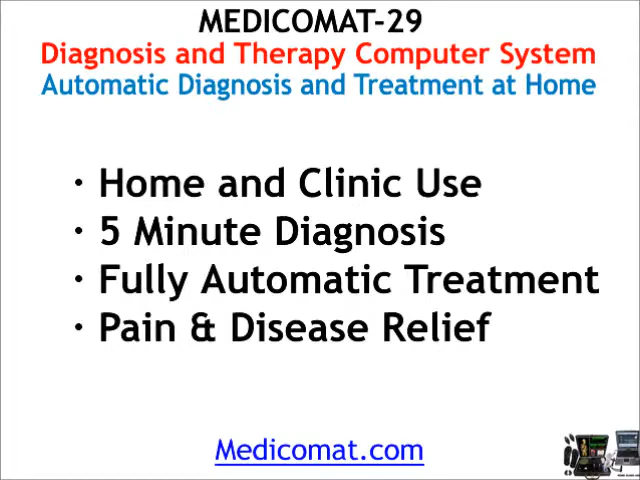 MEDICOMAT-29
Diagnosis and Therapy Computer System
Automatic Diagnosis and Treatment at Home
· Home and Clinic Use
· 5 Minute Diagnosis
· Fully Automatic Treatment
· Pain & Disease Relief
Medicomat.com